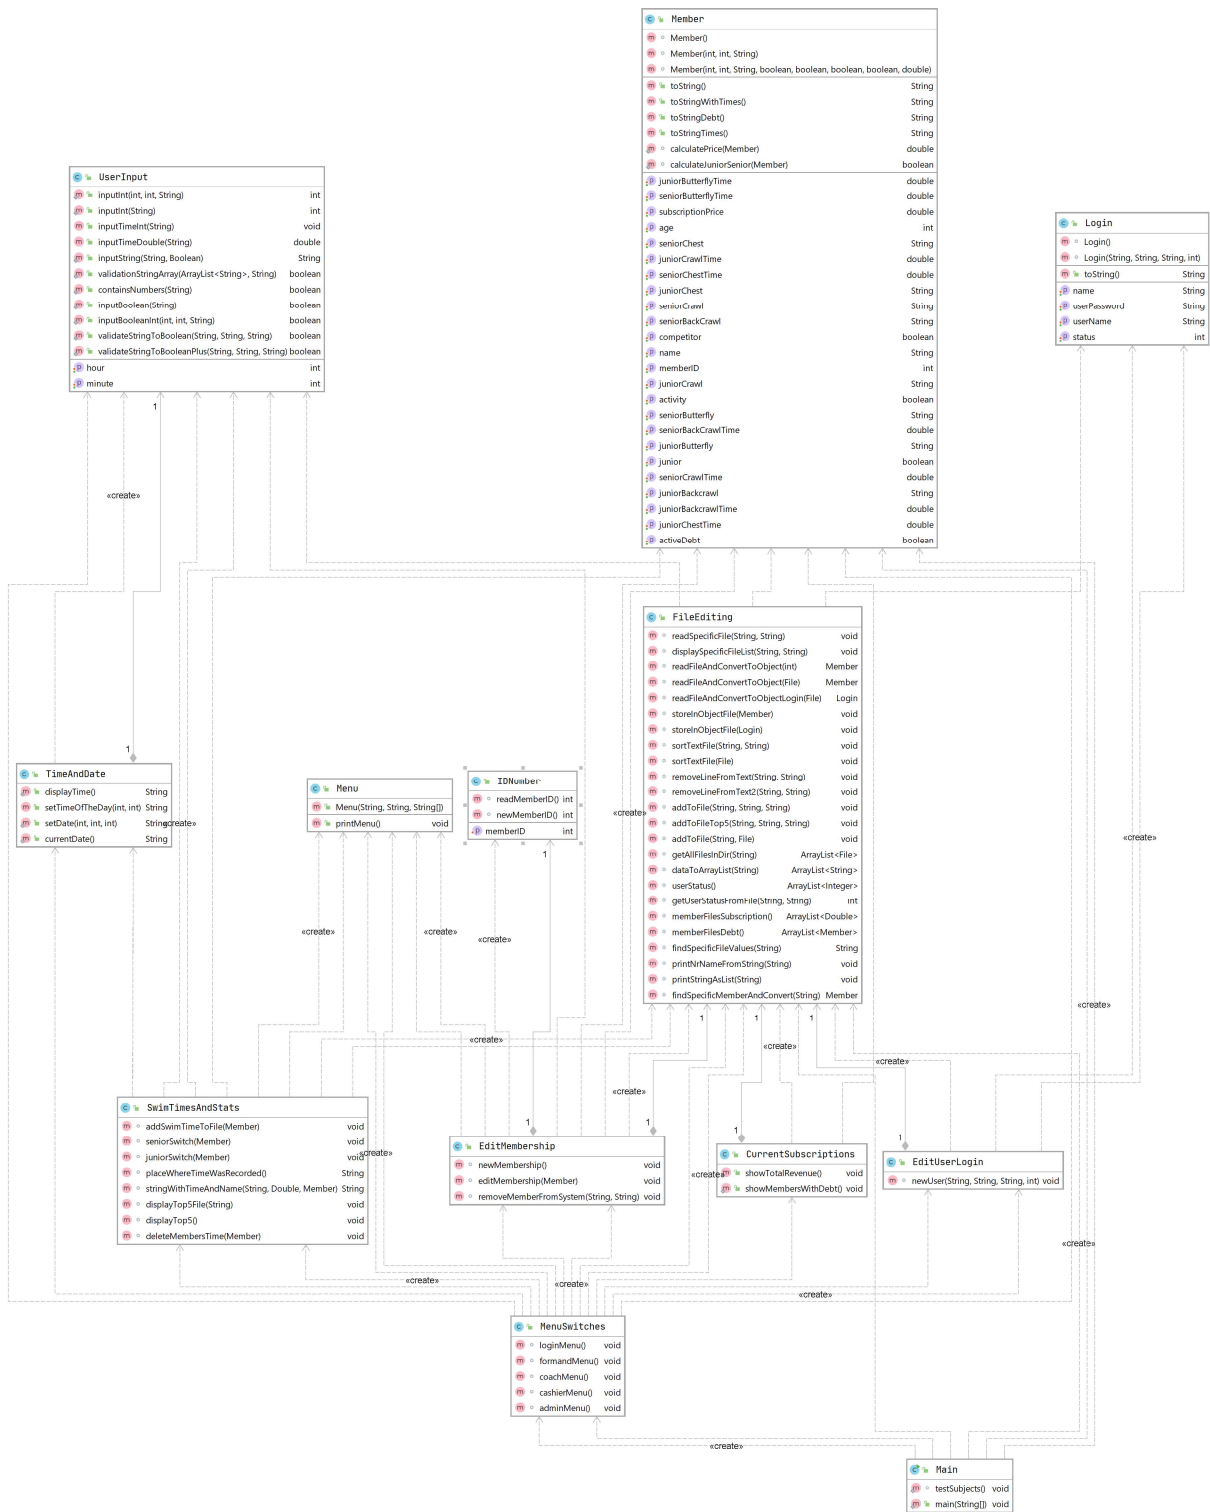 Member
Member()
Member(int, int, String)
Member(int, int, String, boolean, boolean, boolean, boolean, double)
toString() String
toStringWithTimes() String
toStringDebt() String
toStringTimes() String
calculatePrice(Member) double
calculateJuniorSenior(Member) boolean
juniorButterflyTime double
seniorButterflyTime double
subscriptionPrice double
age int
seniorChest String
juniorCrawlTime double
seniorChestTime double
juniorChest String
seniorCrawl String
seniorBackCrawl String
competitor boolean
name String
memberID int
juniorCrawl String
activity boolean
seniorButterfly String
seniorBackCrawlTime double
juniorButterfly String
junior boolean
seniorCrawlTime double
juniorBackcrawl String
juniorBackcrawlTime double
juniorChestTime double
activeDebt boolean
UserInput
inputInt(int, int, String) int
inputInt(String) int
inputTimeInt(String) void
inputTimeDouble(String) double
inputString(String, Boolean) String
validationStringArray(ArrayList<String>, String) boolean
containsNumbers(String) boolean
inputBoolean(String) boolean
inputBooleanInt(int, int, String) boolean
validateStringToBoolean(String, String, String) boolean
validateStringToBooleanPlus(String, String, String) boolean
hour int
minute int
Login
Login()
Login(String, String, String, int)
toString() String
name String
userPassword String
userName String
status int
1
«create»
FileEditing
readSpecificFile(String, String) void
displaySpecificFileList(String, String) void
readFileAndConvertToObject(int) Member
readFileAndConvertToObject(File) Member
readFileAndConvertToObjectLogin(File) Login
storeInObjectFile(Member) void
storeInObjectFile(Login) void
sortTextFile(String, String) void
sortTextFile(File) void
removeLineFromText(String, String) void
removeLineFromText2(String, String) void
addToFile(String, String, String) void
addToFileTop5(String, String, String) void
addToFile(String, File) void
getAllFilesInDir(String) ArrayList<File>
dataToArrayList(String) ArrayList<String>
userStatus() ArrayList<Integer>
getUserStatusFromFile(String, String) int
memberFilesSubscription() ArrayList<Double>
memberFilesDebt() ArrayList<Member>
findSpecificFileValues(String) String
printNrNameFromString(String) void
printStringAsList(String) void
findSpecificMemberAndConvert(String) Member
1
TimeAndDate
displayTime() String
setTimeOfTheDay(int, int) String
setDate(int, int, int) String
currentDate() String
«create»
Menu
Menu(String, String, String[])
printMenu() void
IDNumber
readMemberID() int
newMemberID() int
memberID int
«create»
«create»
1
«create»
«create»
«create»
«create»
1
1
1
«create»
«create»
«create»
«create»
1
1
1
1
SwimTimesAndStats
addSwimTimeToFile(Member) void
seniorSwitch(Member) void
juniorSwitch(Member) void
placeWhereTimeWasRecorded() String
stringWithTimeAndName(String, Double, Member) String
displayTop5File(String) void
displayTop5() void
deleteMembersTime(Member) void
«create»
EditMembership
newMembership() void
editMembership(Member) void
removeMemberFromSystem(String, String) void
«create»
CurrentSubscriptions
showTotalRevenue() void
showMembersWithDebt() void
EditUserLogin
newUser(String, String, String, int) void
«create»
«create»
«create»
«create»
MenuSwitches
loginMenu() void
formandMenu() void
coachMenu() void
cashierMenu() void
adminMenu() void
«create»
Main
testSubjects() void
main(String[]) void